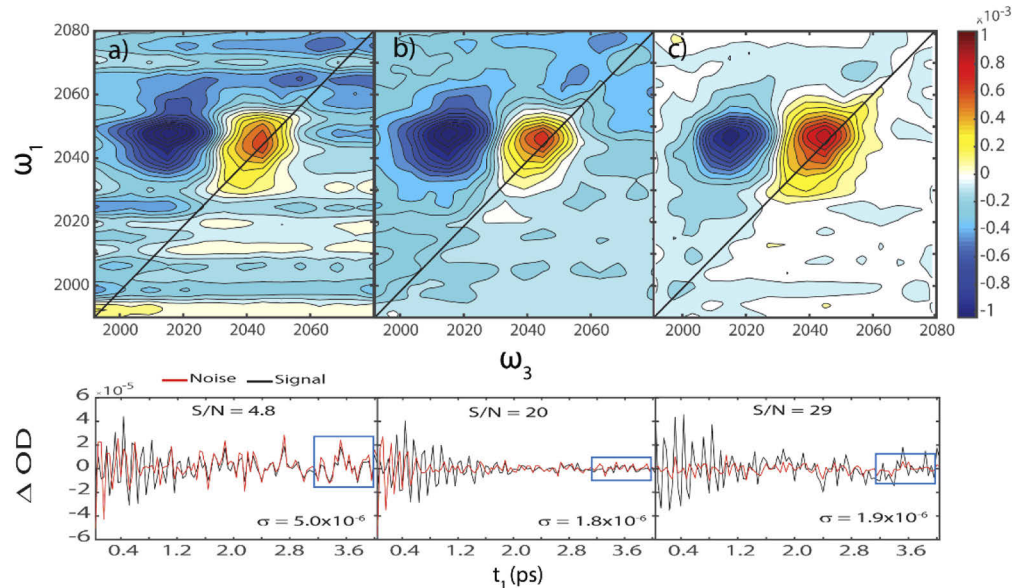 ×10⁻³
a) b) c)
2080
2060
2040
2020
2000
ω₁
1
0.8
0.6
0.4
0.2
0
-0.2
-0.4
-0.6
-0.8
-1
2000 2020 2040 2060 2000 2020 2040 2060 2000 2020 2040 2060 2080
ω₃
Noise Signal
×10⁻⁵
6
4
2
0
-2
-4
-6
Δ OD
S/N = 4.8 S/N = 20 S/N = 29
σ = 5.0x10⁻⁶ σ = 1.8x10⁻⁶ σ = 1.9x10⁻⁶
0.4 1.2 2.0 2.8 3.6 0.4 1.2 2.0 2.8 3.6 0.4 1.2 2.0 2.8 3.6
t₁ (ps)